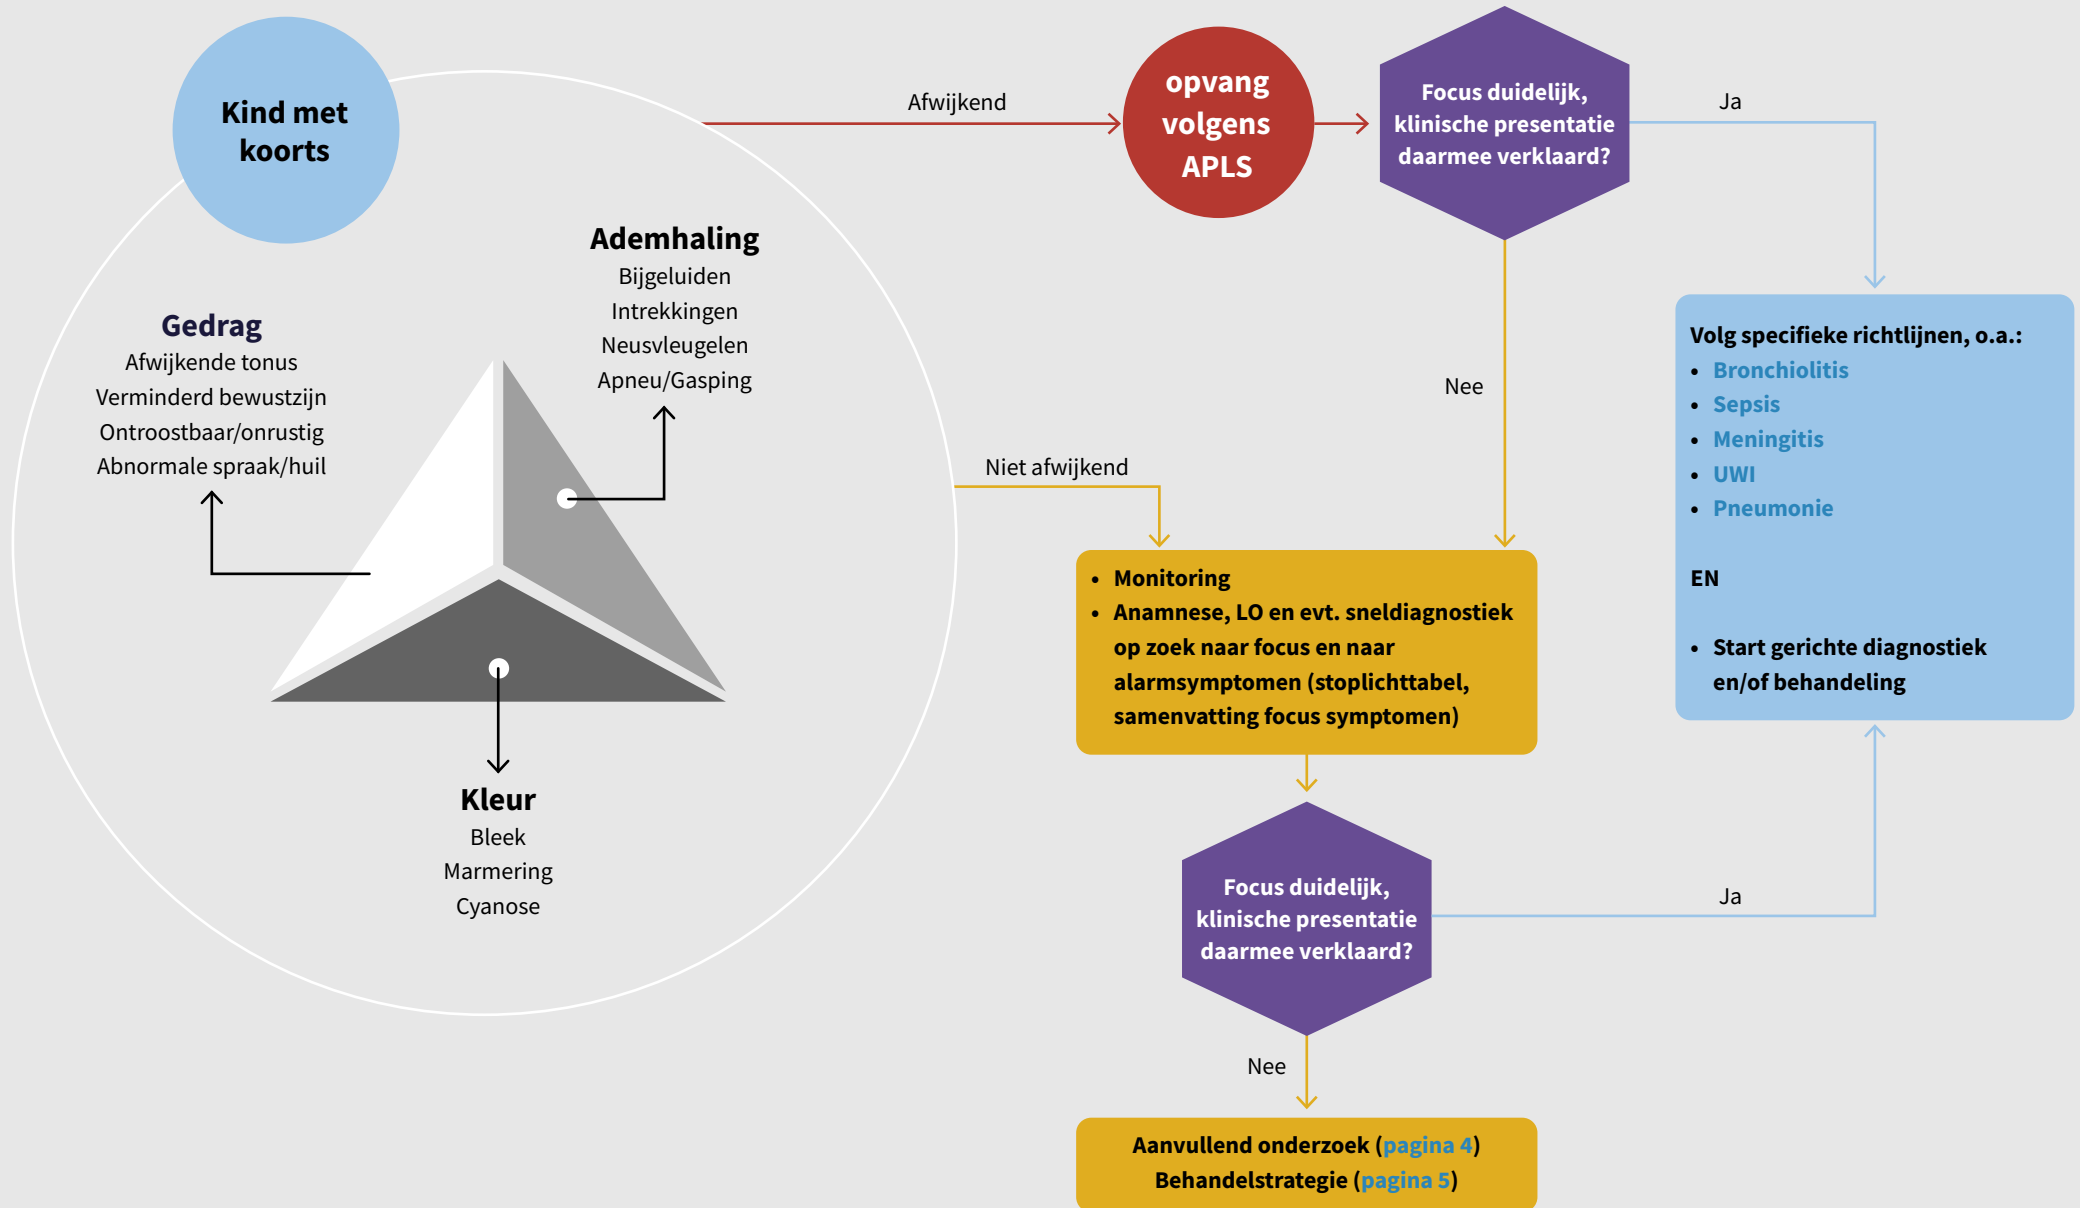 Kind met
koorts
Ademhaling
Bijgeluiden
Intrekkingen
Neusvleugelen
Apneu/Gasping
Gedrag
Afwijkende tonus
Verminderd bewustzijn
Ontroostbaar/onrustig
Abnormale spraak/huil
Kleur
Bleek
Marmering
Cyanose
Afwijkend
opvang
volgens
APLS
Focus duidelijk,
klinische presentatie
daarmee verklaard?
Ja
Nee
Niet afwijkend
Volg specifieke richtlijnen, o.a.:
• Bronchiolitis
• Sepsis
• Meningitis
• UWI
• Pneumonie
EN
• Start gerichte diagnostiek
en/of behandeling
• Monitoring
• Anamnese, LO en evt. sneldiagnostiek
op zoek naar focus en naar
alarmsymptomen (stoplichttabel,
samenvatting focus symptomen)
Focus duidelijk,
klinische presentatie
daarmee verklaard?
Ja
Nee
Aanvullend onderzoek (pagina 4)
Behandelstrategie (pagina 5)